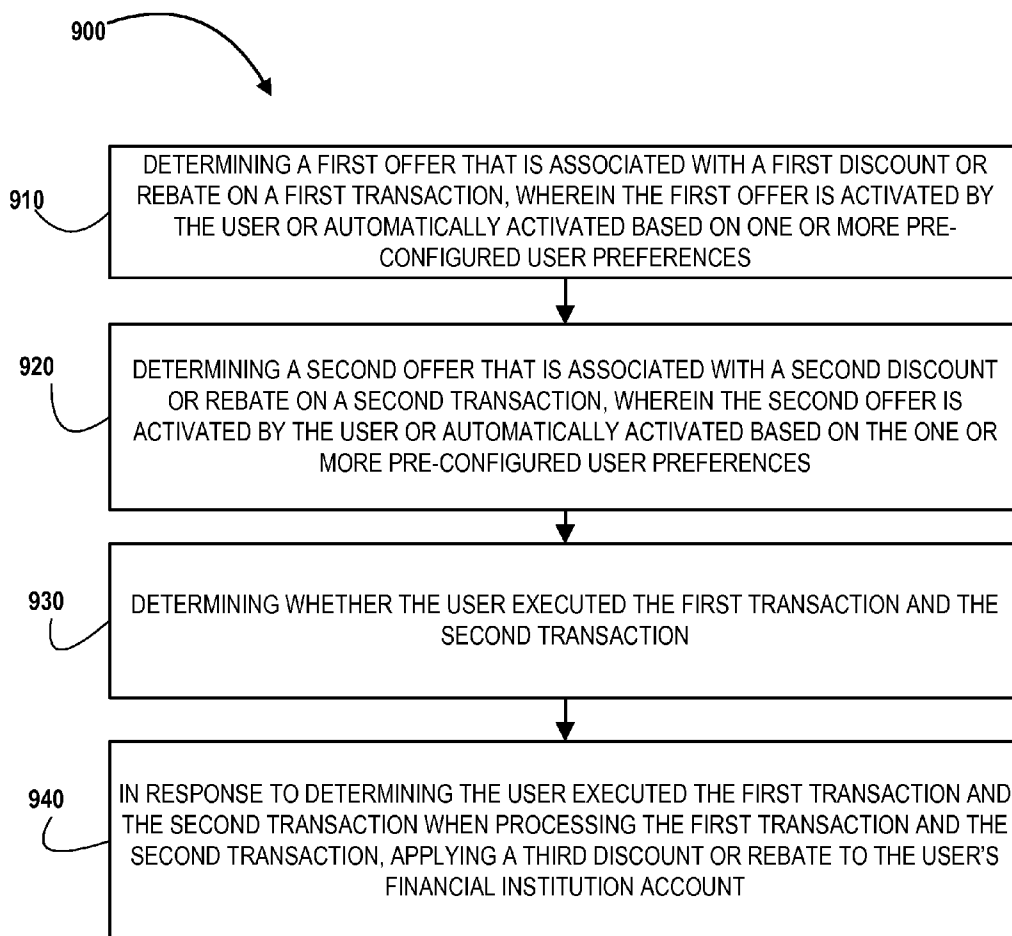 900
910
DETERMINING A FIRST OFFER THAT IS ASSOCIATED WITH A FIRST DISCOUNT OR
REBATE ON A FIRST TRANSACTION, WHEREIN THE FIRST OFFER IS ACTIVATED BY
THE USER OR AUTOMATICALLY ACTIVATED BASED ON ONE OR MORE PRE-
CONFIGURED USER PREFERENCES
920
DETERMINING A SECOND OFFER THAT IS ASSOCIATED WITH A SECOND DISCOUNT
OR REBATE ON A SECOND TRANSACTION, WHEREIN THE SECOND OFFER IS
ACTIVATED BY THE USER OR AUTOMATICALLY ACTIVATED BASED ON THE ONE OR
MORE PRE-CONFIGURED USER PREFERENCES
930
DETERMINING WHETHER THE USER EXECUTED THE FIRST TRANSACTION AND THE
SECOND TRANSACTION
940
IN RESPONSE TO DETERMINING THE USER EXECUTED THE FIRST TRANSACTION AND
THE SECOND TRANSACTION WHEN PROCESSING THE FIRST TRANSACTION AND THE
SECOND TRANSACTION, APPLYING A THIRD DISCOUNT OR REBATE TO THE USER'S
FINANCIAL INSTITUTION ACCOUNT